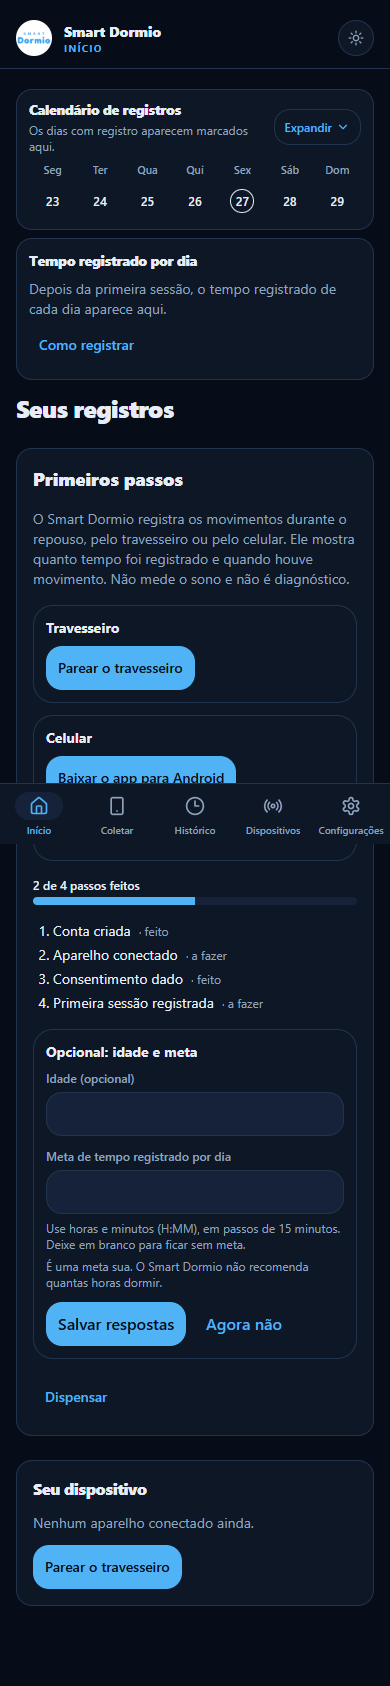 SMART
Dormio
Smart Dormio
INÍCIO
Calendário de registros
Os dias com registro aparecem marcados
aqui.
Expandir
Seg Ter Qua Qui Sex Sáb Dom
23 24 25 26 27 28 29
Tempo registrado por dia
Depois da primeira sessão, o tempo registrado de
cada dia aparece aqui.
Como registrar
Seus registros
Primeiros passos
O Smart Dormio registra os movimentos durante o
repouso, pelo travesseiro ou pelo celular. Ele mostra
quanto tempo foi registrado e quando houve
movimento. Não mede o sono e não é diagnóstico.
Travesseiro
Parear o travesseiro
Celular
Baixar o app para Android
Início Coletar Histórico Dispositivos Configurações
2 de 4 passos feitos
1. Conta criada · feito
2. Aparelho conectado · a fazer
3. Consentimento dado · feito
4. Primeira sessão registrada · a fazer
Opcional: idade e meta
Idade (opcional)
Meta de tempo registrado por dia
Use horas e minutos (H:MM), em passos de 15 minutos.
Deixe em branco para ficar sem meta.
É uma meta sua. O Smart Dormio não recomenda
quantas horas dormir.
Salvar respostas Agora não
Dispensar
Seu dispositivo
Nenhum aparelho conectado ainda.
Parear o travesseiro